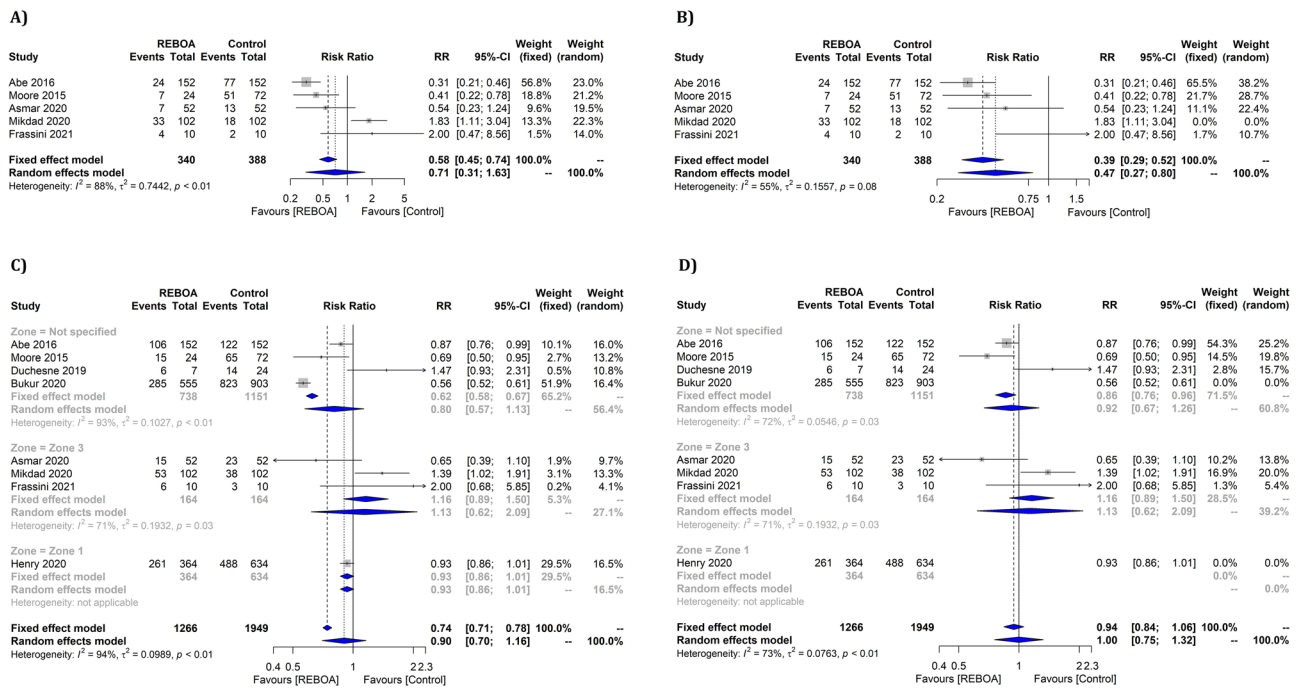 A)
REBOA Control Weight Weight
Study Events Total Events Total Risk Ratio RR 95%-CI (fixed) (random)
Abe 2016 24 152 77 152 0.31 [0.21; 0.46] 56.8% 23.0%
Moore 2015 7 24 51 72 0.41 [0.22; 0.78] 18.8% 21.2%
Asmar 2020 7 52 13 52 0.54 [0.23; 1.24] 9.6% 19.5%
Mikdad 2020 33 102 18 102 1.83 [1.11; 3.04] 13.3% 22.3%
Frassini 2021 4 10 2 10 2.00 [0.47; 8.56] 1.5% 14.0%
Fixed effect model 340 388 0.58 [0.45; 0.74] 100.0% --
Random effects model 0.71 [0.31; 1.63] -- 100.0%
Heterogeneity: I² = 88%, τ² = 0.7442, p < 0.01
0.2 0.5 1 2 5
Favours [REBOA] Favours [Control]
B)
REBOA Control Weight Weight
Study Events Total Events Total Risk Ratio RR 95%-CI (fixed) (random)
Abe 2016 24 152 77 152 0.31 [0.21; 0.46] 65.5% 38.2%
Moore 2015 7 24 51 72 0.41 [0.22; 0.78] 21.7% 28.7%
Asmar 2020 7 52 13 52 0.54 [0.23; 1.24] 11.1% 22.4%
Mikdad 2020 33 102 18 102 1.83 [1.11; 3.04] 0.0% 0.0%
Frassini 2021 4 10 2 10 2.00 [0.47; 8.56] 1.7% 10.7%
Fixed effect model 340 388 0.39 [0.29; 0.52] 100.0% --
Random effects model 0.47 [0.27; 0.80] -- 100.0%
Heterogeneity: I² = 55%, τ² = 0.1557, p = 0.08
0.2 0.75 1 1.5
Favours [REBOA] Favours [Control]
C)
REBOA Control Weight Weight
Study Events Total Events Total Risk Ratio RR 95%-CI (fixed) (random)
Zone = Not specified
Abe 2016 106 152 122 152 0.87 [0.76; 0.99] 10.1% 16.0%
Moore 2015 15 24 65 72 0.69 [0.50; 0.95] 2.7% 13.2%
Duchesne 2019 6 7 14 24 1.47 [0.93; 2.31] 0.5% 10.8%
Bukur 2020 285 555 823 903 0.56 [0.52; 0.61] 51.9% 16.4%
Fixed effect model 738 1151 0.62 [0.58; 0.67] 65.2% --
Random effects model 0.80 [0.57; 1.13] -- 56.4%
Heterogeneity: I² = 93%, τ² = 0.1027, p < 0.01
Zone = Zone 3
Asmar 2020 15 52 23 52 0.65 [0.39; 1.10] 1.9% 9.7%
Mikdad 2020 53 102 38 102 1.39 [1.02; 1.91] 3.1% 13.3%
Frassini 2021 6 10 3 10 2.00 [0.68; 5.85] 0.2% 4.1%
Fixed effect model 164 164 1.16 [0.89; 1.50] 5.3% --
Random effects model 1.13 [0.62; 2.09] -- 27.1%
Heterogeneity: I² = 71%, τ² = 0.1932, p = 0.03
Zone = Zone 1
Henry 2020 261 364 488 634 0.93 [0.86; 1.01] 29.5% 16.5%
Fixed effect model 364 634 0.93 [0.86; 1.01] 29.5% --
Random effects model 0.93 [0.86; 1.01] -- 16.5%
Heterogeneity: not applicable
Fixed effect model 1266 1949 0.74 [0.71; 0.78] 100.0% --
Random effects model 0.90 [0.70; 1.16] -- 100.0%
Heterogeneity: I² = 94%, τ² = 0.0989, p < 0.01
0.4 0.5 1 22.3
Favours [REBOA] Favours [Control]
D)
REBOA Control Weight Weight
Study Events Total Events Total Risk Ratio RR 95%-CI (fixed) (random)
Zone = Not specified
Abe 2016 106 152 122 152 0.87 [0.76; 0.99] 54.3% 25.2%
Moore 2015 15 24 65 72 0.69 [0.50; 0.95] 14.5% 19.8%
Duchesne 2019 6 7 14 24 1.47 [0.93; 2.31] 2.8% 15.7%
Bukur 2020 285 555 823 903 0.56 [0.52; 0.61] 0.0% 0.0%
Fixed effect model 738 1151 0.86 [0.76; 0.96] 71.5% --
Random effects model 0.92 [0.67; 1.26] -- 60.8%
Heterogeneity: I² = 72%, τ² = 0.0546, p = 0.03
Zone = Zone 3
Asmar 2020 15 52 23 52 0.65 [0.39; 1.10] 10.2% 13.8%
Mikdad 2020 53 102 38 102 1.39 [1.02; 1.91] 16.9% 20.0%
Frassini 2021 6 10 3 10 2.00 [0.68; 5.85] 1.3% 5.4%
Fixed effect model 164 164 1.16 [0.89; 1.50] 28.5% --
Random effects model 1.13 [0.62; 2.09] -- 39.2%
Heterogeneity: I² = 71%, τ² = 0.1932, p = 0.03
Zone = Zone 1
Henry 2020 261 364 488 634 0.93 [0.86; 1.01] 0.0% 0.0%
Fixed effect model 364 634 0.0% --
Random effects model -- 0.0%
Heterogeneity: not applicable
Fixed effect model 1266 1949 0.94 [0.84; 1.06] 100.0% --
Random effects model 1.00 [0.75; 1.32] -- 100.0%
Heterogeneity: I² = 73%, τ² = 0.0763, p < 0.01
0.4 0.5 1 22.3
Favours [REBOA] Favours [Control]